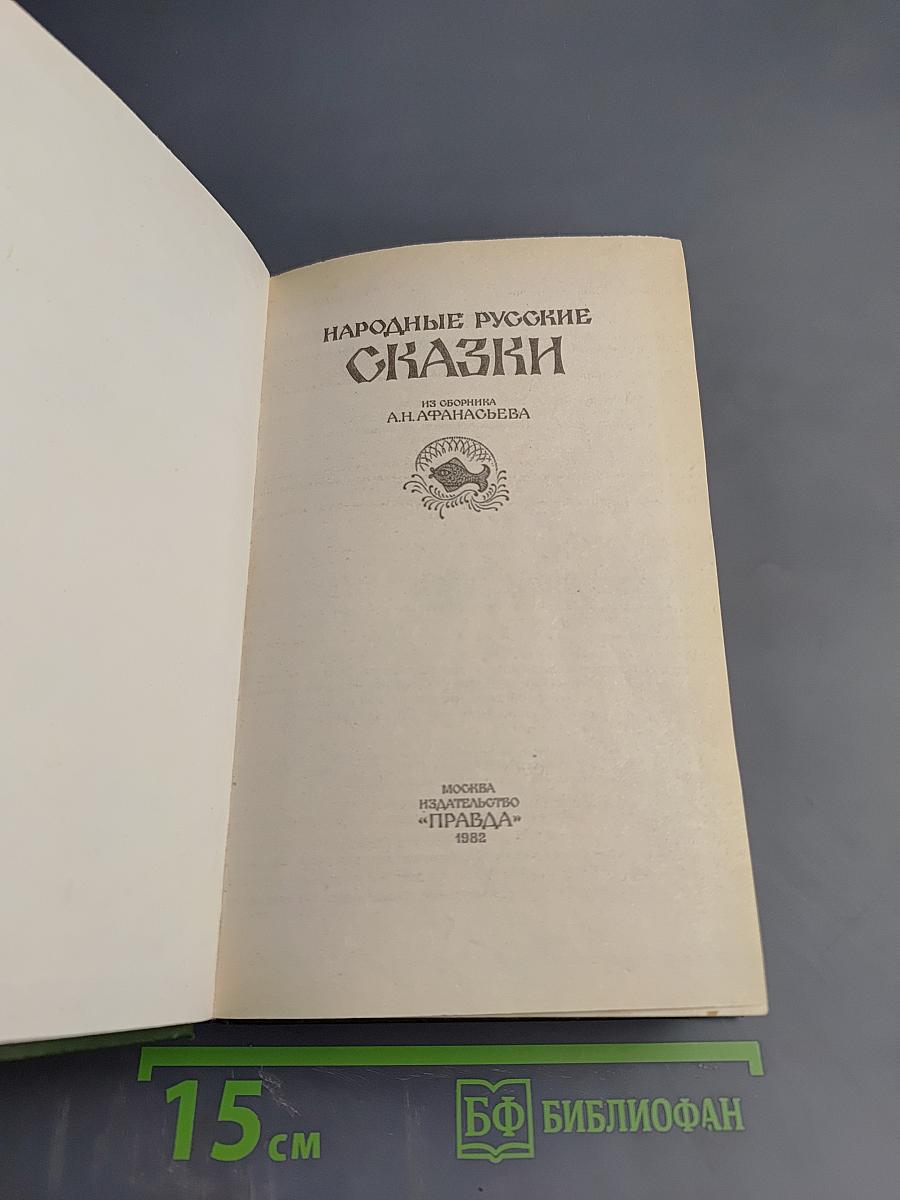 НАРОДНЫЕ РУССКИЕ
СКАЗКИ
ИЗ СБОРНИКА
А.Н. АФАНАСЬЕВА
МОСКВА
ИЗДАТЕЛЬСТВО
«ПРАВДА»
1982
15 см
БФ БИБЛИОФАН